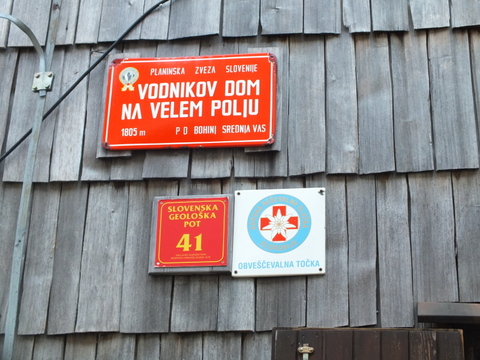 PLANINSKA ZVEZA SLOVENIJE
VODNIKOV DOM
NA VELEM POLJU
1805 m P D BOHINJ SREDNJA VAS
SLOVENSKA
GEOLOŠKA
POT
41
OBVEŠČEVALNA TOČKA